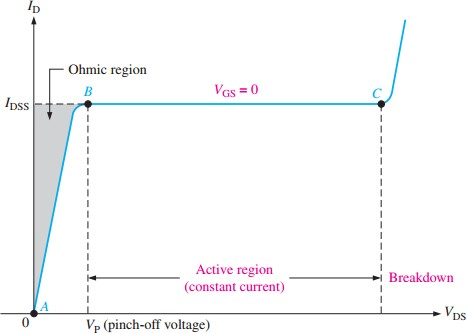 I_D
Ohmic region
B
V_GS = 0
C
I_DSS
Active region
(constant current)
Breakdown
A
0
V_P (pinch-off voltage)
V_DS